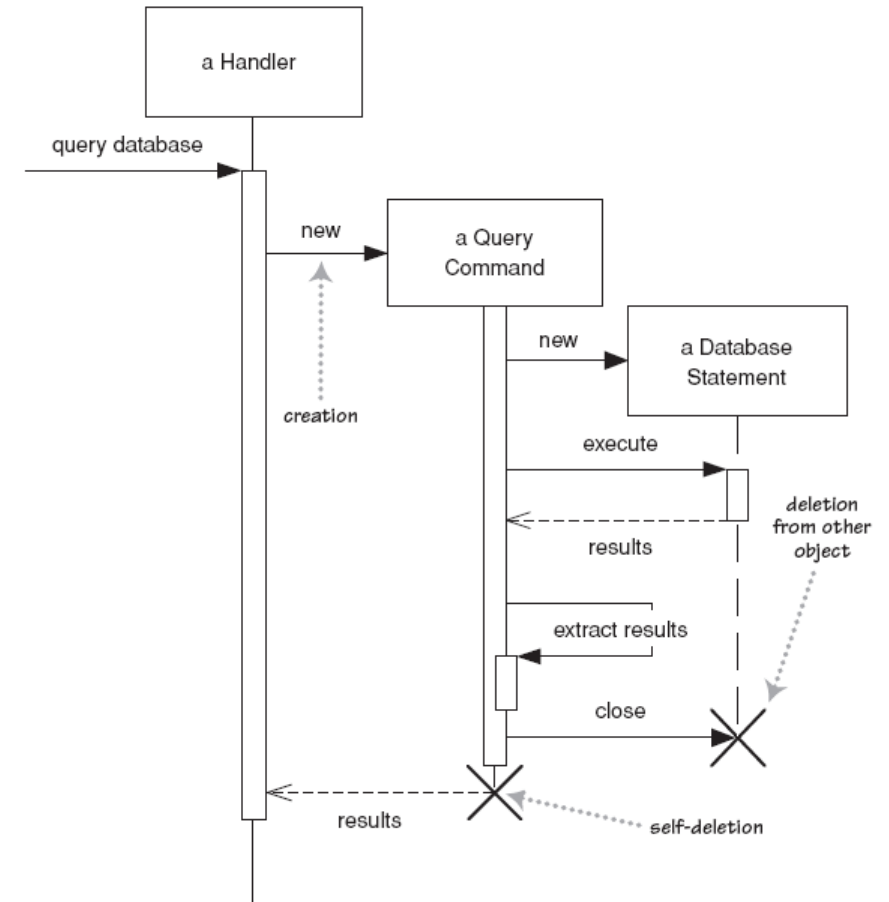 a Handler
query database
new
a Query
Command
creation
new
a Database
Statement
execute
deletion
from other
object
results
extract results
close
results
self-deletion